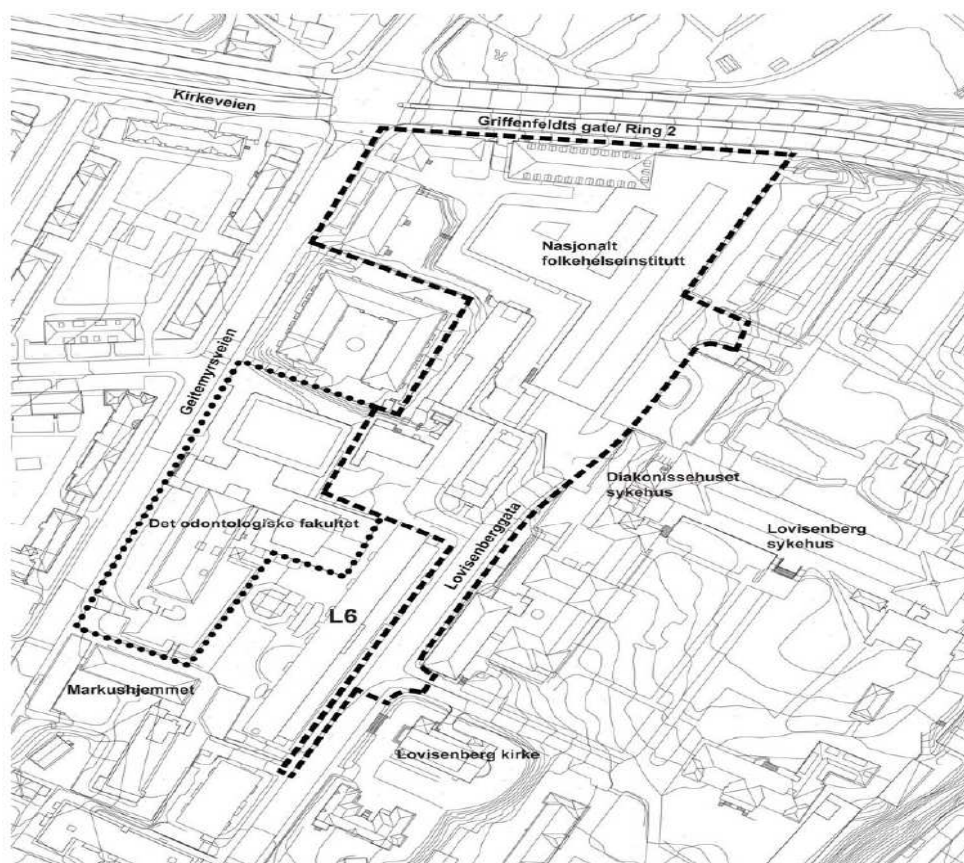 Kirkeveien
Griffenfeldts gate/ Ring 2
Nasjonalt
folkehelseinstitutt
Geitemyrsveien
Diakonissehuset
sykehus
Lovisenberg
sykehus
Det odontologiske fakultet
Lovisenberggata
L6
Markushjemmet
Lovisenberg kirke